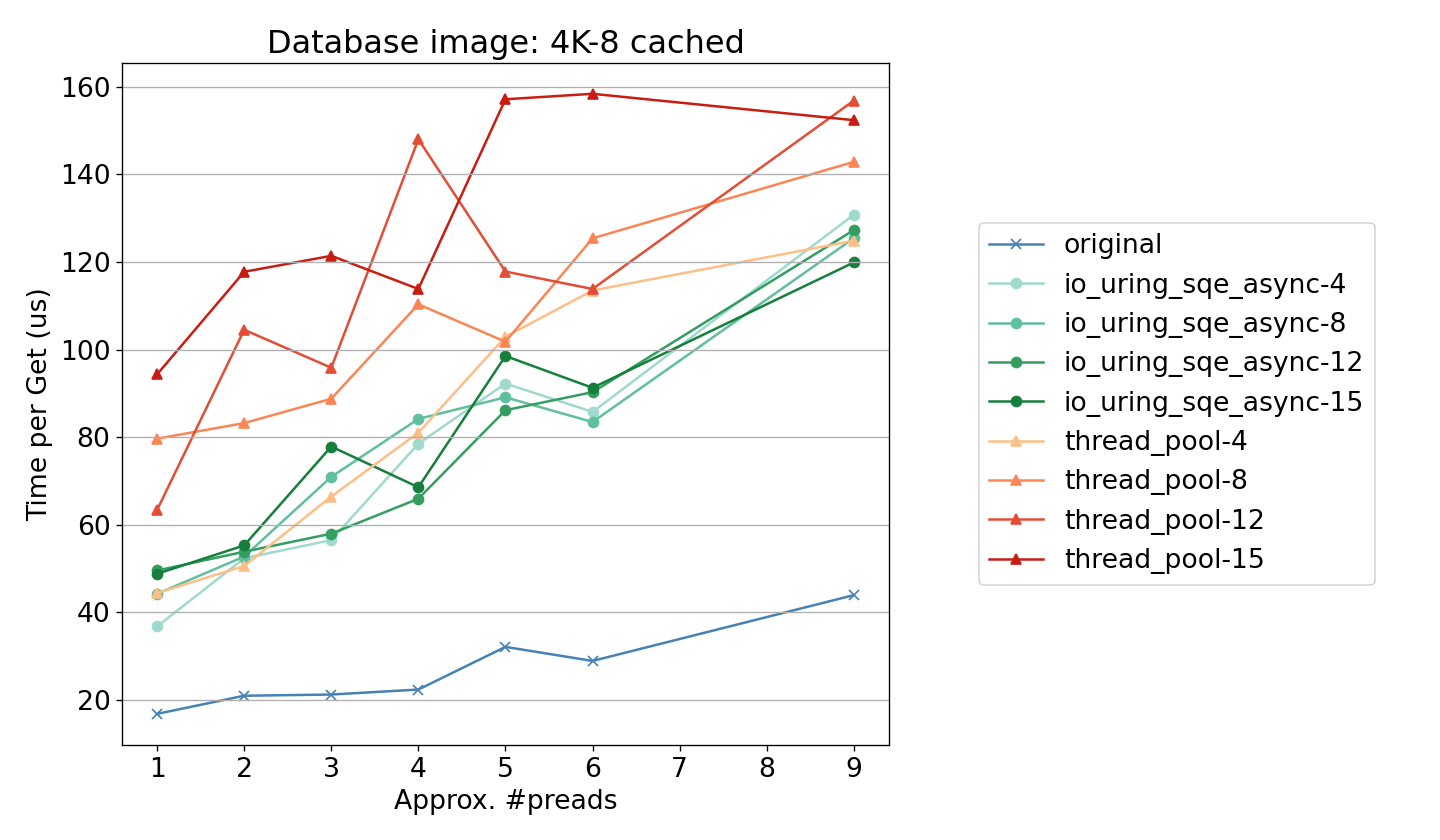 Database image: 4K-8 cached
Time per Get (us)
160
140
120
100
80
60
40
20
1 2 3 4 5 6 7 8 9
Approx. #preads
original
io_uring_sqe_async-4
io_uring_sqe_async-8
io_uring_sqe_async-12
io_uring_sqe_async-15
thread_pool-4
thread_pool-8
thread_pool-12
thread_pool-15